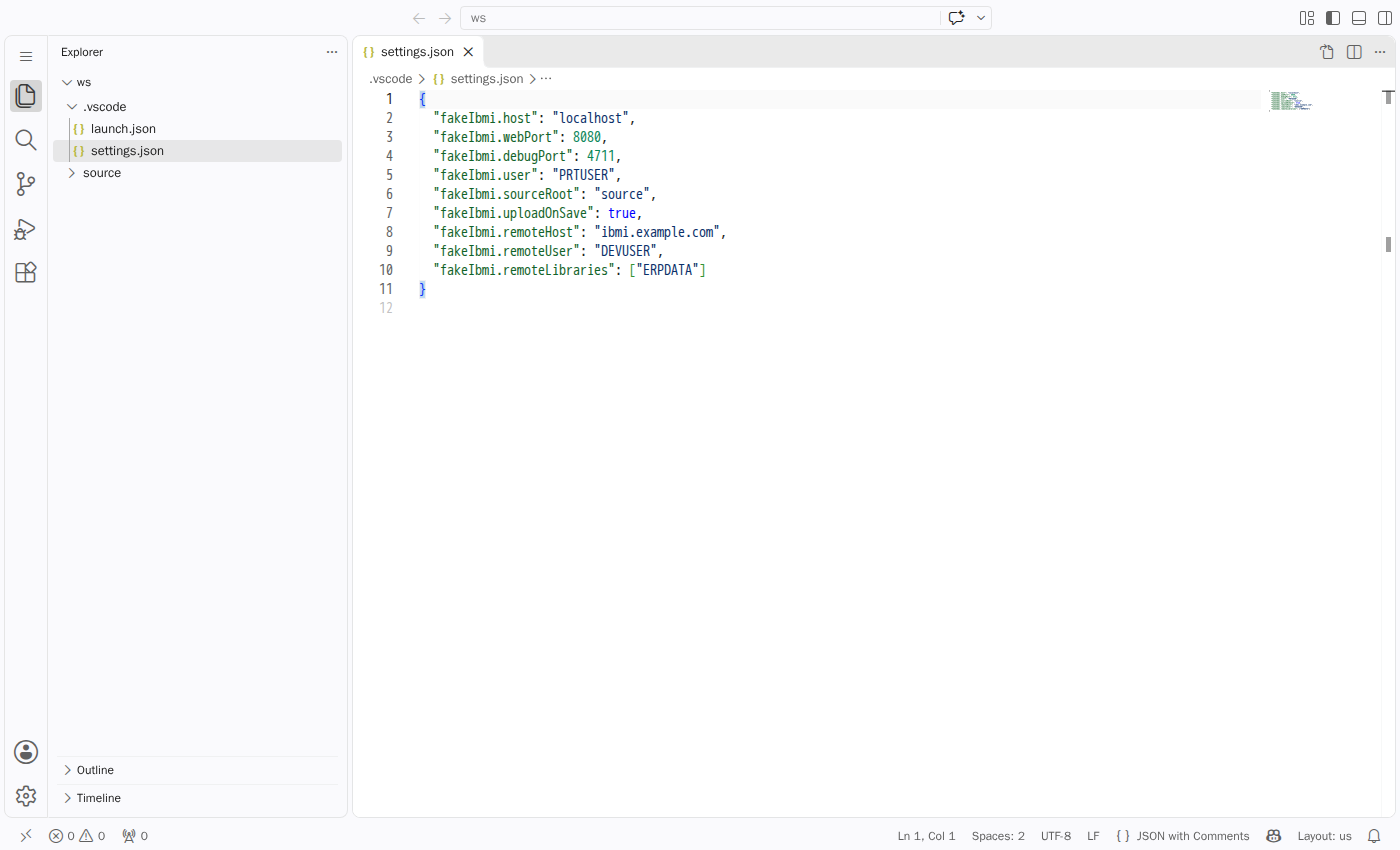 ws
Explorer
ws
.vscode
launch.json
settings.json
source
Outline
Timeline
settings.json
.vscode > settings.json > ...
1 {
2 "fakeIbmi.host": "localhost",
3 "fakeIbmi.webPort": 8080,
4 "fakeIbmi.debugPort": 4711,
5 "fakeIbmi.user": "PRTUSER",
6 "fakeIbmi.sourceRoot": "source",
7 "fakeIbmi.uploadOnSave": true,
8 "fakeIbmi.remoteHost": "ibmi.example.com",
9 "fakeIbmi.remoteUser": "DEVUSER",
10 "fakeIbmi.remoteLibraries": ["ERPDATA"]
11 }
12
0 0 0
Ln 1, Col 1 Spaces: 2 UTF-8 LF { } JSON with Comments Layout: us